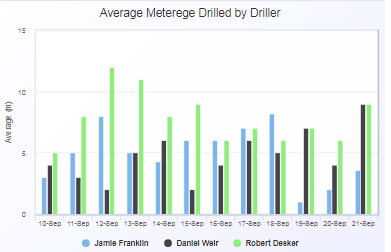 Average Meterege Drilled by Driller
Average (m)
15
10
5
0
10-Sep 11-Sep 12-Sep 13-Sep 14-Sep 15-Sep 16-Sep 17-Sep 18-Sep 19-Sep 20-Sep 21-Sep
Jamie Franklin Daniel Weir Robert Desker